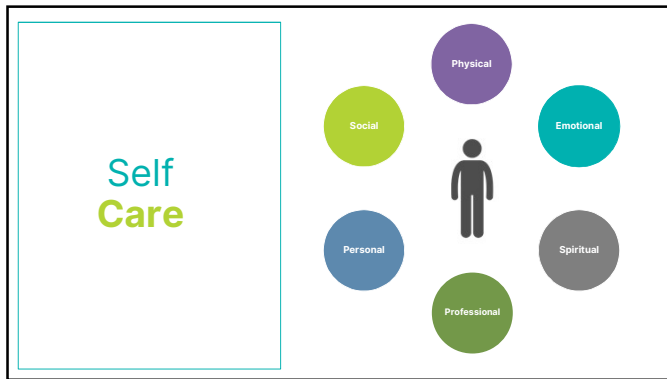 Self
Care
Physical
Social
Emotional
Personal
Spiritual
Professional